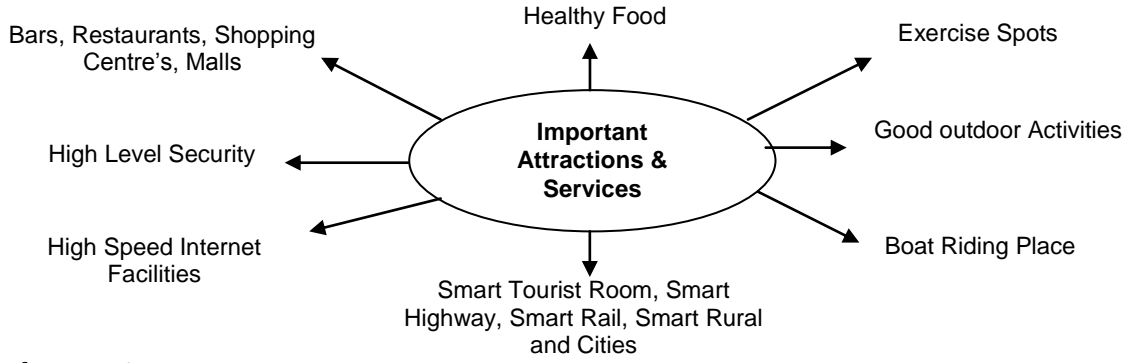 Healthy Food
Bars, Restaurants, Shopping
Centre's, Malls
Exercise Spots
Important
Attractions &
Services
Good outdoor Activities
High Level Security
High Speed Internet
Facilities
Boat Riding Place
Smart Tourist Room, Smart
Highway, Smart Rail, Smart Rural
and Cities